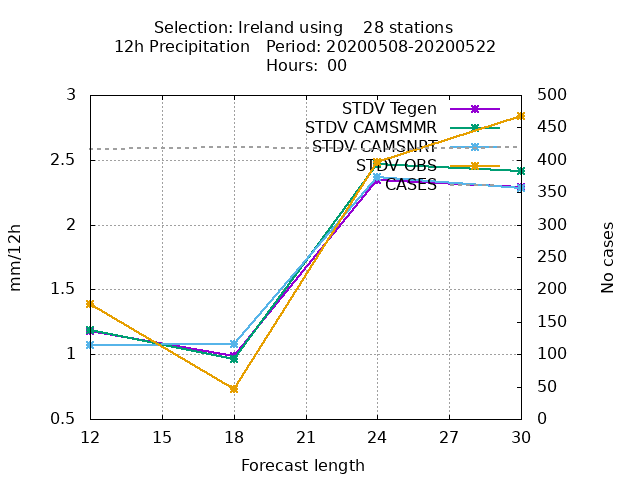 Selection: Ireland using 28 stations
12h Precipitation Period: 20200508-20200522
Hours: 00
STDV Tegen
STDV CAMSMMR
STDV CAMSNRT
STDV OBS
CASES
3
2.5
2
1.5
1
0.5
mm/12h
500
450
400
350
300
250
200
150
100
50
0
No cases
12 15 18 21 24 27 30
Forecast length